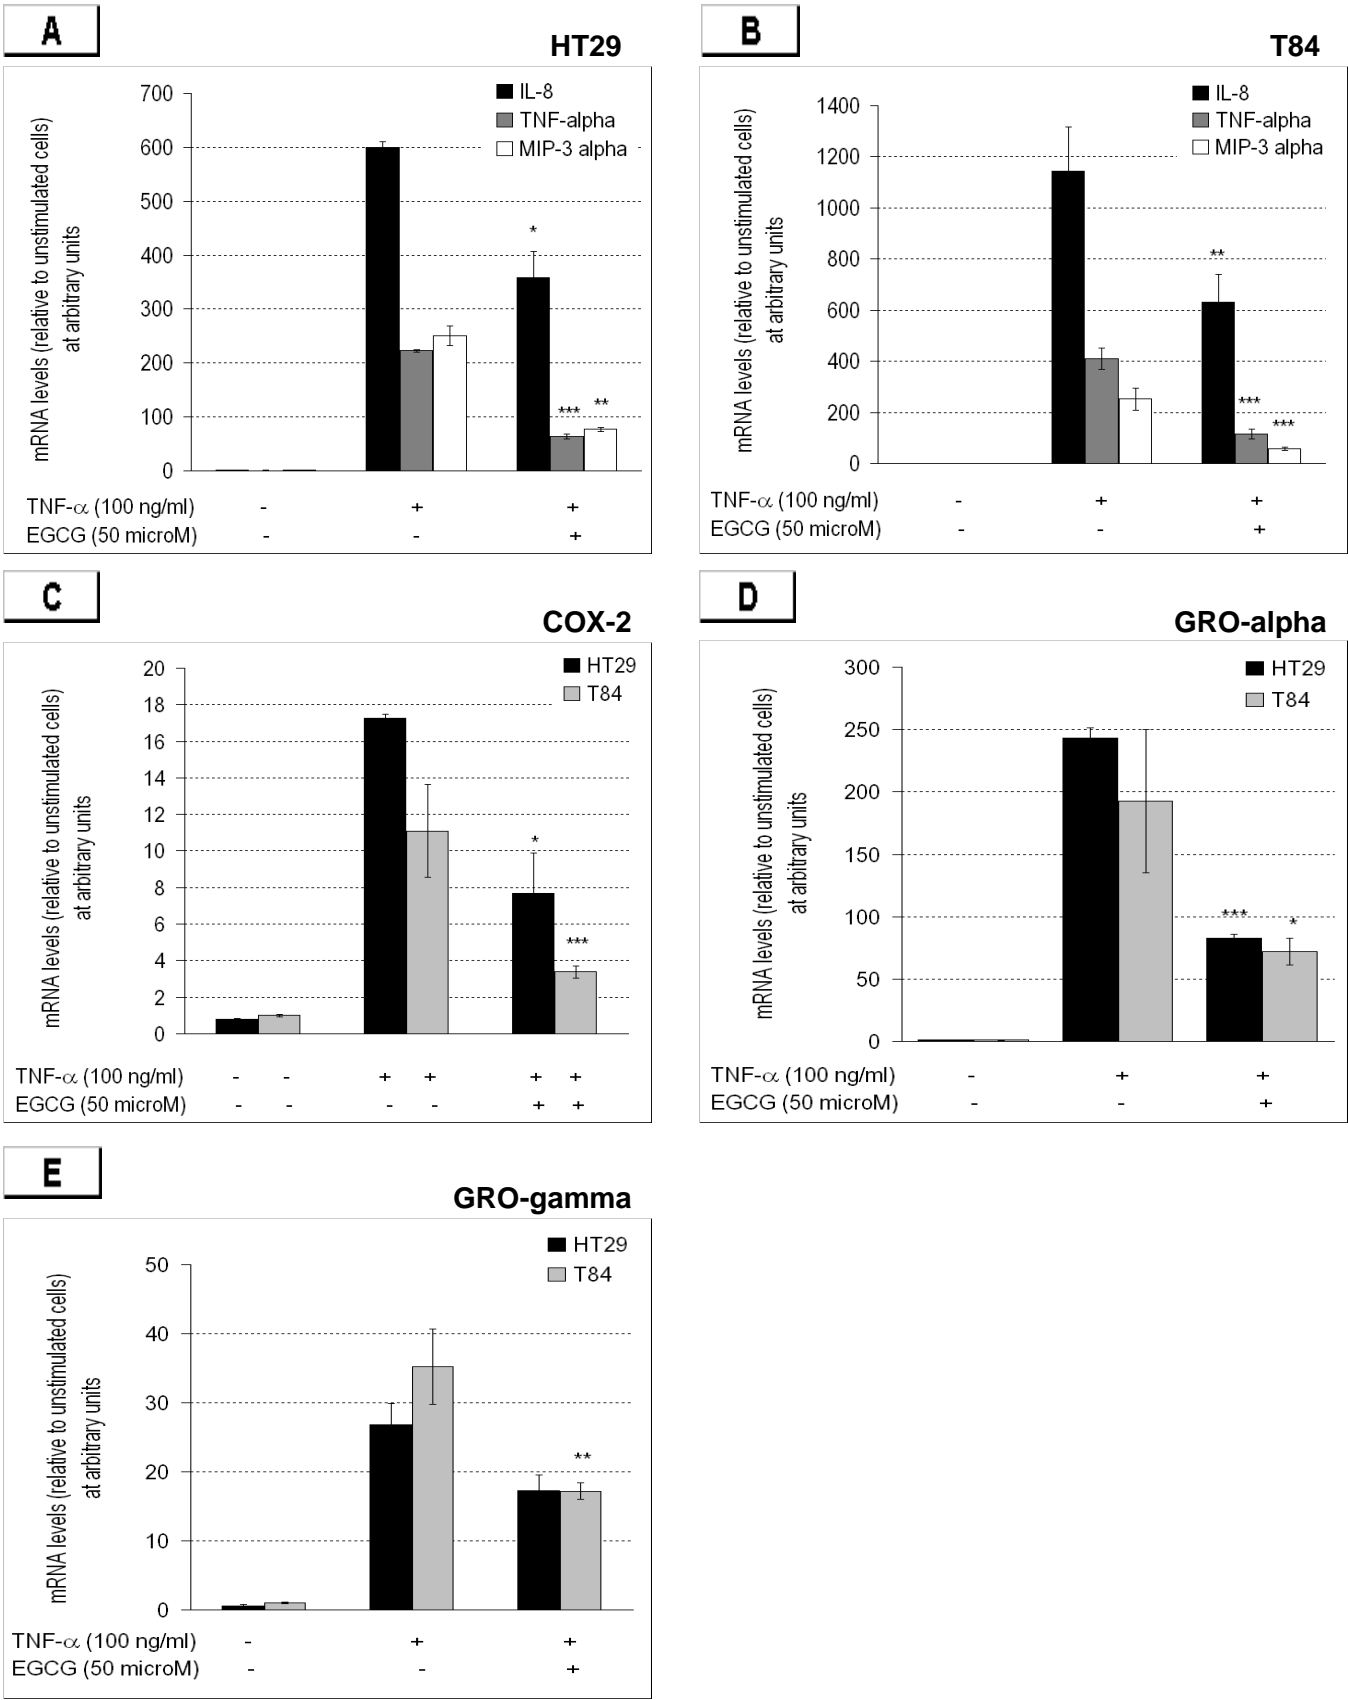 A
HT29
mRNA levels (relative to unstimulated cells)
at arbitrary units
700
600
500
400
300
200
100
0
IL-8
TNF-alpha
MIP-3 alpha
*
***
**
TNF-α (100 ng/ml) - + +
EGCG (50 microM) - - +
B
T84
mRNA levels (relative to unstimulated cells)
at arbitrary units
1400
1200
1000
800
600
400
200
0
IL-8
TNF-alpha
MIP-3 alpha
**
***
***
TNF-α (100 ng/ml) - + +
EGCG (50 microM) - - +
C
COX-2
mRNA levels (relative to unstimulated cells)
at arbitrary units
20
18
16
14
12
10
8
6
4
2
0
HT29
T84
*
***
TNF-α (100 ng/ml) - - + + + +
EGCG (50 microM) - - - - + +
D
GRO-alpha
mRNA levels (relative to unstimulated cells)
at arbitrary units
300
250
200
150
100
50
0
HT29
T84
***
*
TNF-α (100 ng/ml) - + +
EGCG (50 microM) - - +
E
GRO-gamma
mRNA levels (relative to unstimulated cells)
at arbitrary units
50
40
30
20
10
0
HT29
T84
**
TNF-α (100 ng/ml) - + +
EGCG (50 microM) - - +